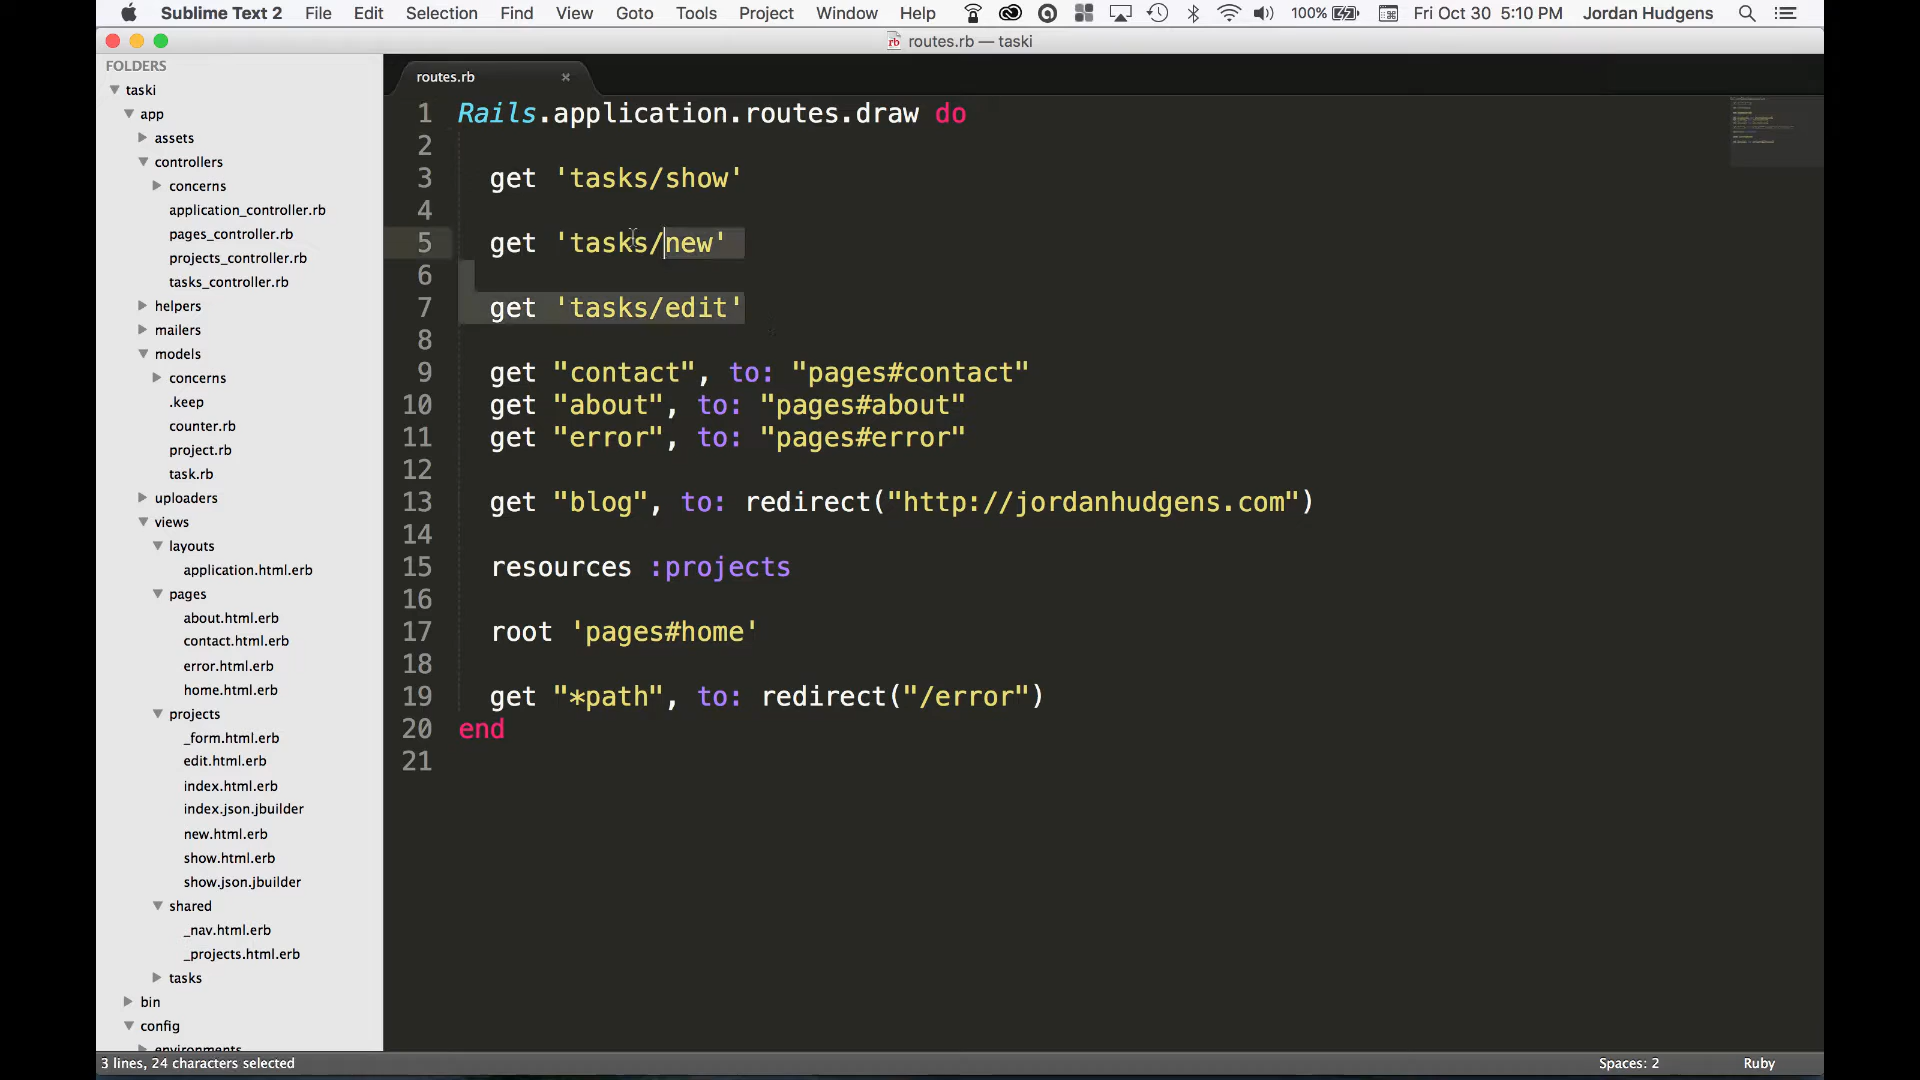 Sublime Text 2 File Edit Selection Find View Goto Tools Project Window Help 100% Fri Oct 30 5:10 PM Jordan Hudgens
routes.rb — taski
FOLDERS
taski
app
assets
controllers
concerns
application_controller.rb
pages_controller.rb
projects_controller.rb
tasks_controller.rb
helpers
mailers
models
concerns
.keep
counter.rb
project.rb
task.rb
uploaders
views
layouts
application.html.erb
pages
about.html.erb
contact.html.erb
error.html.erb
home.html.erb
projects
_form.html.erb
edit.html.erb
index.html.erb
index.json.jbuilder
new.html.erb
show.html.erb
show.json.jbuilder
shared
_nav.html.erb
_projects.html.erb
tasks
bin
config
environments
routes.rb
1 Rails.application.routes.draw do
2
3 get 'tasks/show'
4
5 get 'tasks/new'
6
7 get 'tasks/edit'
8
9 get "contact", to: "pages#contact"
10 get "about", to: "pages#about"
11 get "error", to: "pages#error"
12
13 get "blog", to: redirect("http://jordanhudgens.com")
14
15 resources :projects
16
17 root 'pages#home'
18
19 get "*path", to: redirect("/error")
20 end
21
3 lines, 24 characters selected Spaces: 2 Ruby